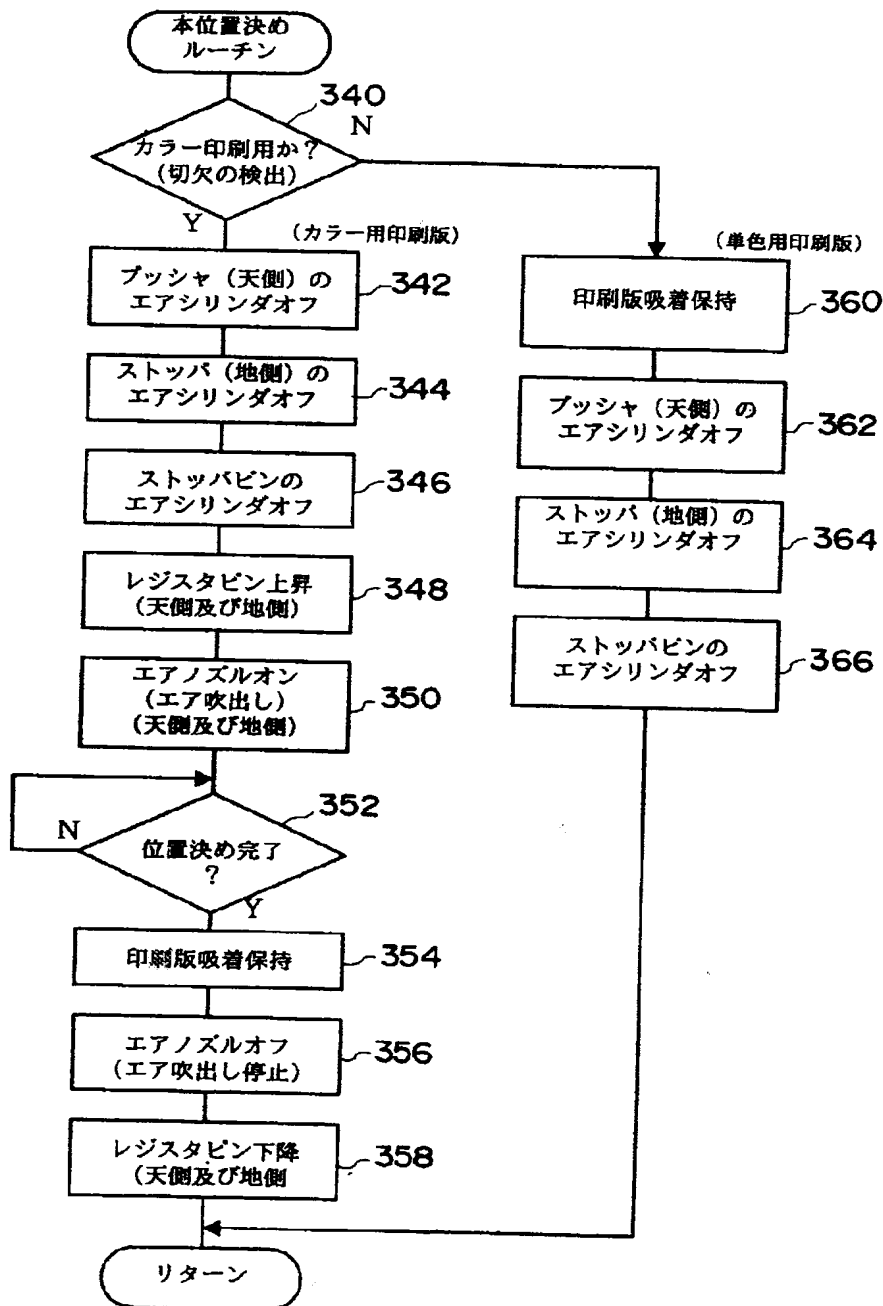 本位置決め
ルーチン
340
N
カラー印刷用か？
(切欠の検出)
Y
(カラー用印刷版)
プッシャ（天側）の
エアシリンダオフ
342
ストッパ（地側）の
エアシリンダオフ
344
ストッパピンの
エアシリンダオフ
346
レジスタピン上昇
(天側及び地側)
348
エアノズルオン
(エア吹出し)
(天側及び地側)
350
352
N
位置決め完了
？
Y
印刷版吸着保持
354
エアノズルオフ
(エア吹出し停止)
356
レジスタピン下降
(天側及び地側
358
リターン
(単色用印刷版)
印刷版吸着保持
360
プッシャ（天側）の
エアシリンダオフ
362
ストッパ（地側）の
エアシリンダオフ
364
ストッパピンの
エアシリンダオフ
366